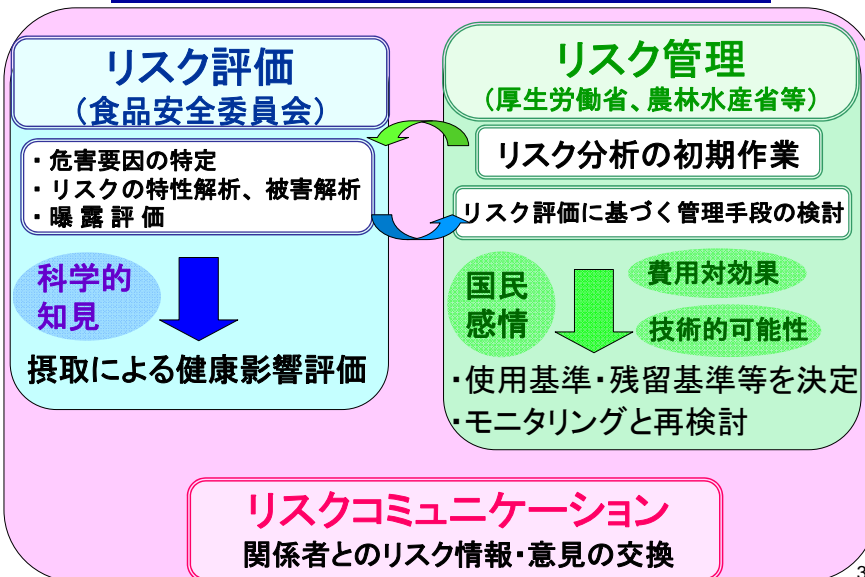 リスク評価
（食品安全委員会）
・危害要因の特定
・リスクの特性解析、被害解析
・曝露評価
科学的
知見
摂取による健康影響評価
リスク管理
（厚生労働省、農林水産省等）
リスク分析の初期作業
リスク評価に基づく管理手段の検討
国民
感情
費用対効果
技術的可能性
・使用基準・残留基準等を決定
・モニタリングと再検討
リスクコミュニケーション
関係者とのリスク情報・意見の交換
3